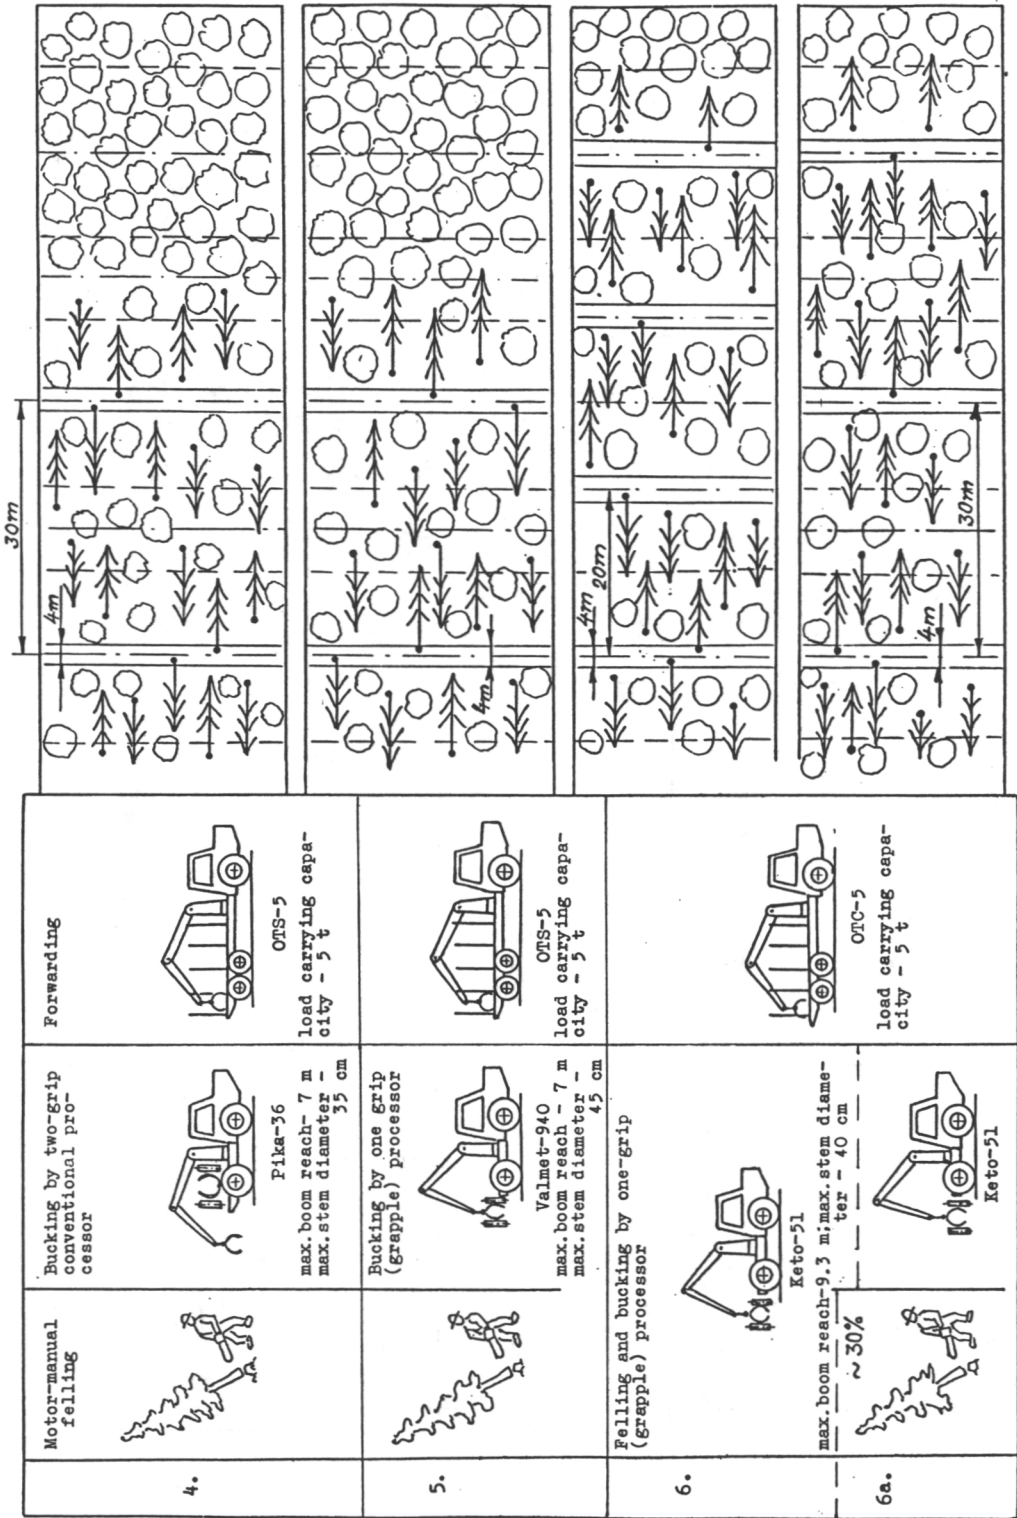 4.
Motor-manual
felling
Bucking by two-grip
conventional pro-
cessor
Pika-36
max.boom reach- 7 m
max.stem diameter -
35 cm
Forwarding
OTS-5
load carrying capa-
city - 5 t
30m
4m
5.
Bucking by one grip
(grapple) processor
Valmet-940
max.boom reach - 7 m
max.stem diameter -
45 cm
OTS-5
load carrying capa-
city - 5 t
4m
6.
Felling and bucking by one-grip
(grapple) processor
Keto-51
max.boom reach-9.3 m;max.stem diame-
ter - 40 cm
OTC-5
load carrying capa-
city - 5 t
4m
20m
6a.
~30%
Keto-51
4m
30m